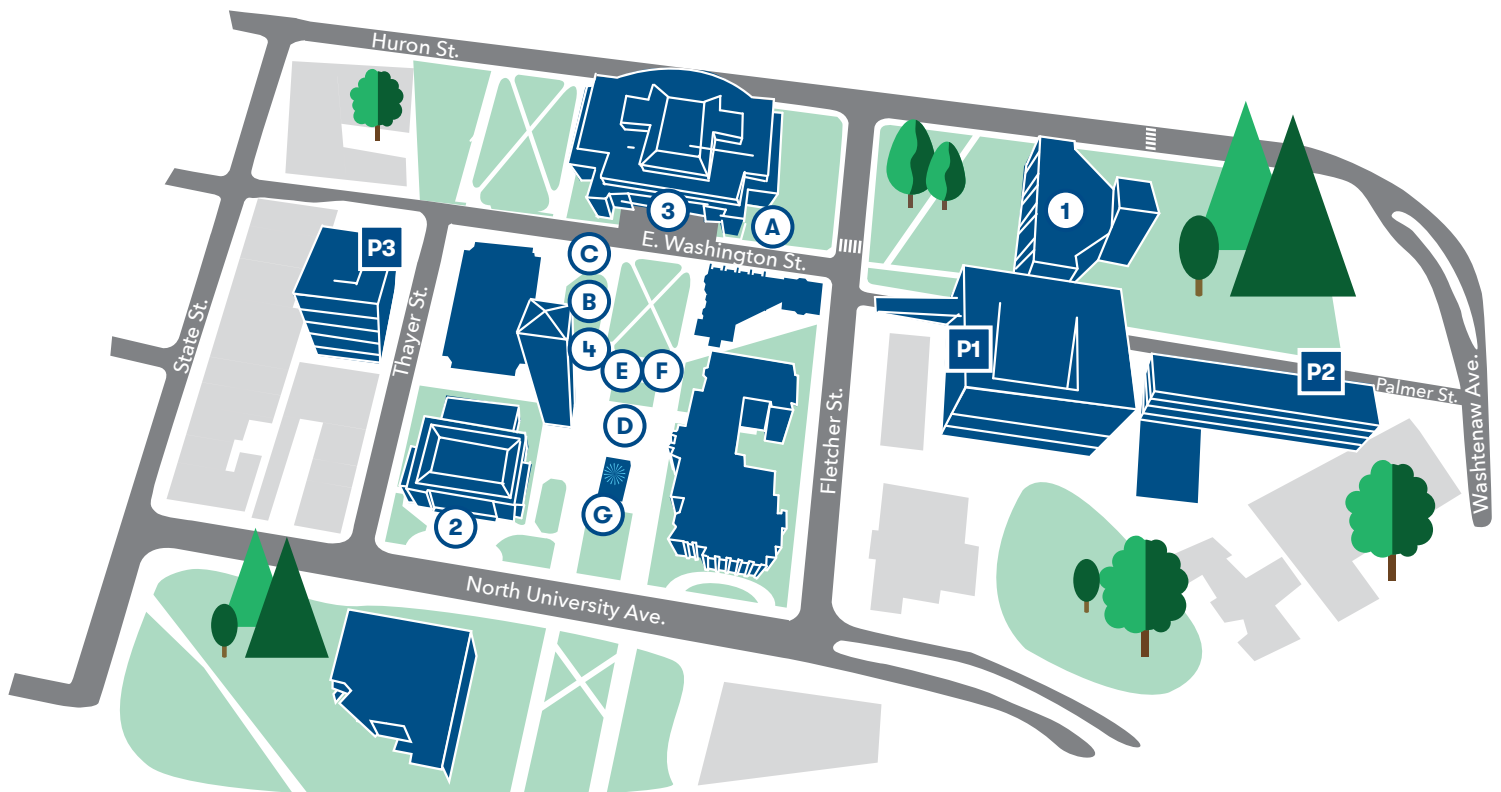 Huron St.
1
3
A
E. Washington St.
P3
C
B
State St.
Thayer St.
4
E
F
P1
P2
Palmer St.
Washtenaw Ave.
D
Fletcher St.
G
2
North University Ave.